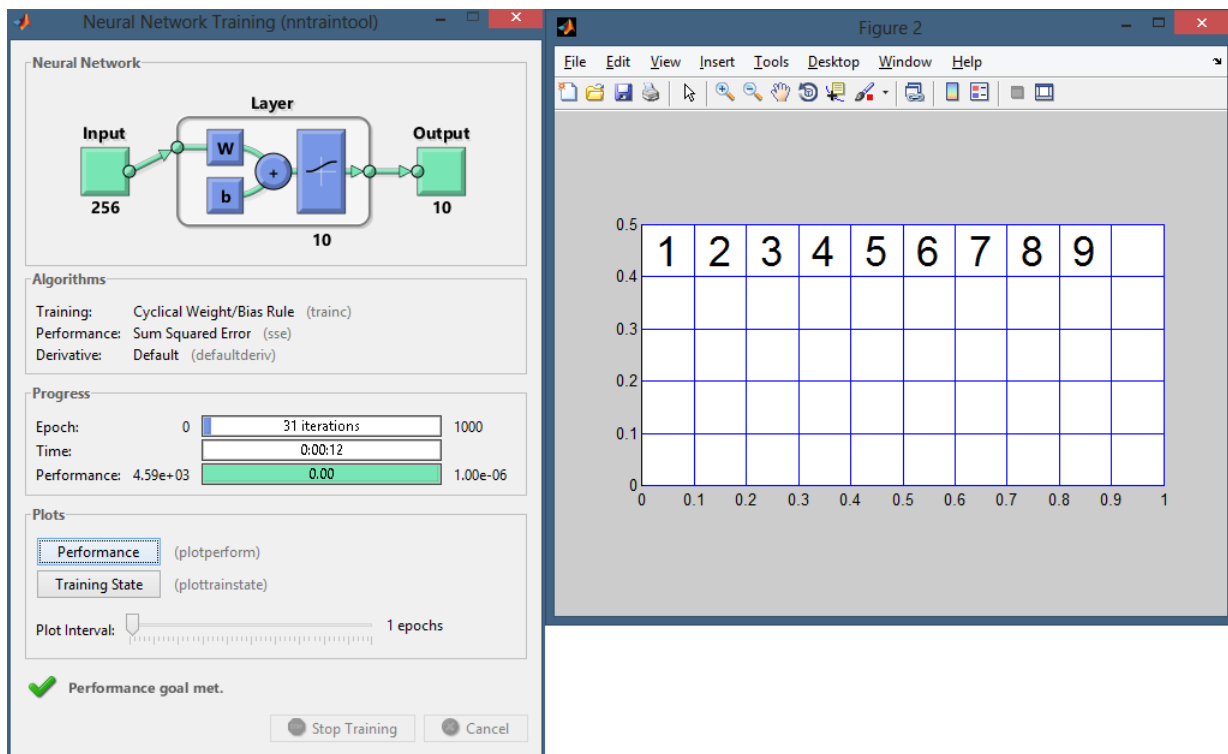 Neural Network Training (nntraintool)
Neural Network
Layer
Input
W
b
+
Output
256
10
10
Algorithms
Training: Cyclical Weight/Bias Rule (trainc)
Performance: Sum Squared Error (sse)
Derivative: Default (defaultderiv)
Progress
Epoch: 0 31 iterations 1000
Time: 0:00:12
Performance: 4.59e+03 0.00 1.00e-06
Plots
Performance (plotperform)
Training State (plottrainstate)
Plot Interval: 1 epochs
Performance goal met.
Stop Training Cancel
Figure 2
File Edit View Insert Tools Desktop Window Help
0.5
1 2 3 4 5 6 7 8 9
0.4
0.3
0.2
0.1
0
0 0.1 0.2 0.3 0.4 0.5 0.6 0.7 0.8 0.9 1